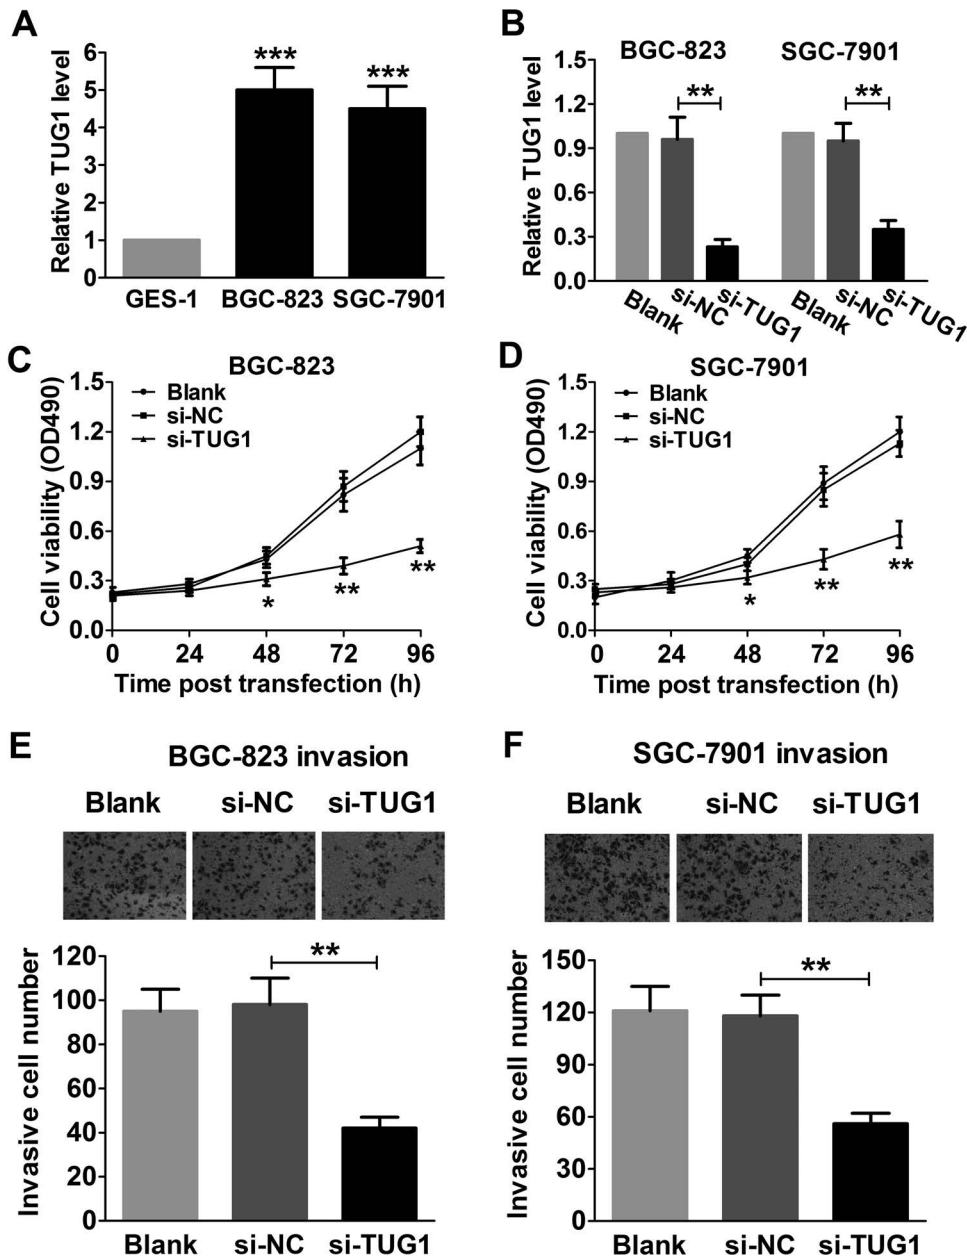 A
Relative TUG1 level
6
5
4
3
2
1
0
***
***
GES-1 BGC-823 SGC-7901
B
BGC-823 SGC-7901
Relative TUG1 level
1.5
1.2
0.9
0.6
0.3
0.0
** **
Blank si-NC si-TUG1 Blank si-NC si-TUG1
C
BGC-823
Cell viability (OD490)
1.5
1.2
0.9
0.6
0.3
0.0
Blank
si-NC
si-TUG1
* ** **
0 24 48 72 96
Time post transfection (h)
D
SGC-7901
Cell viability (OD490)
1.5
1.2
0.9
0.6
0.3
0.0
Blank
si-NC
si-TUG1
* ** **
0 24 48 72 96
Time post transfection (h)
E
BGC-823 invasion
Blank si-NC si-TUG1
Invasive cell number
120
100
80
60
40
20
0
**
Blank si-NC si-TUG1
F
SGC-7901 invasion
Blank si-NC si-TUG1
Invasive cell number
150
120
90
60
30
0
**
Blank si-NC si-TUG1